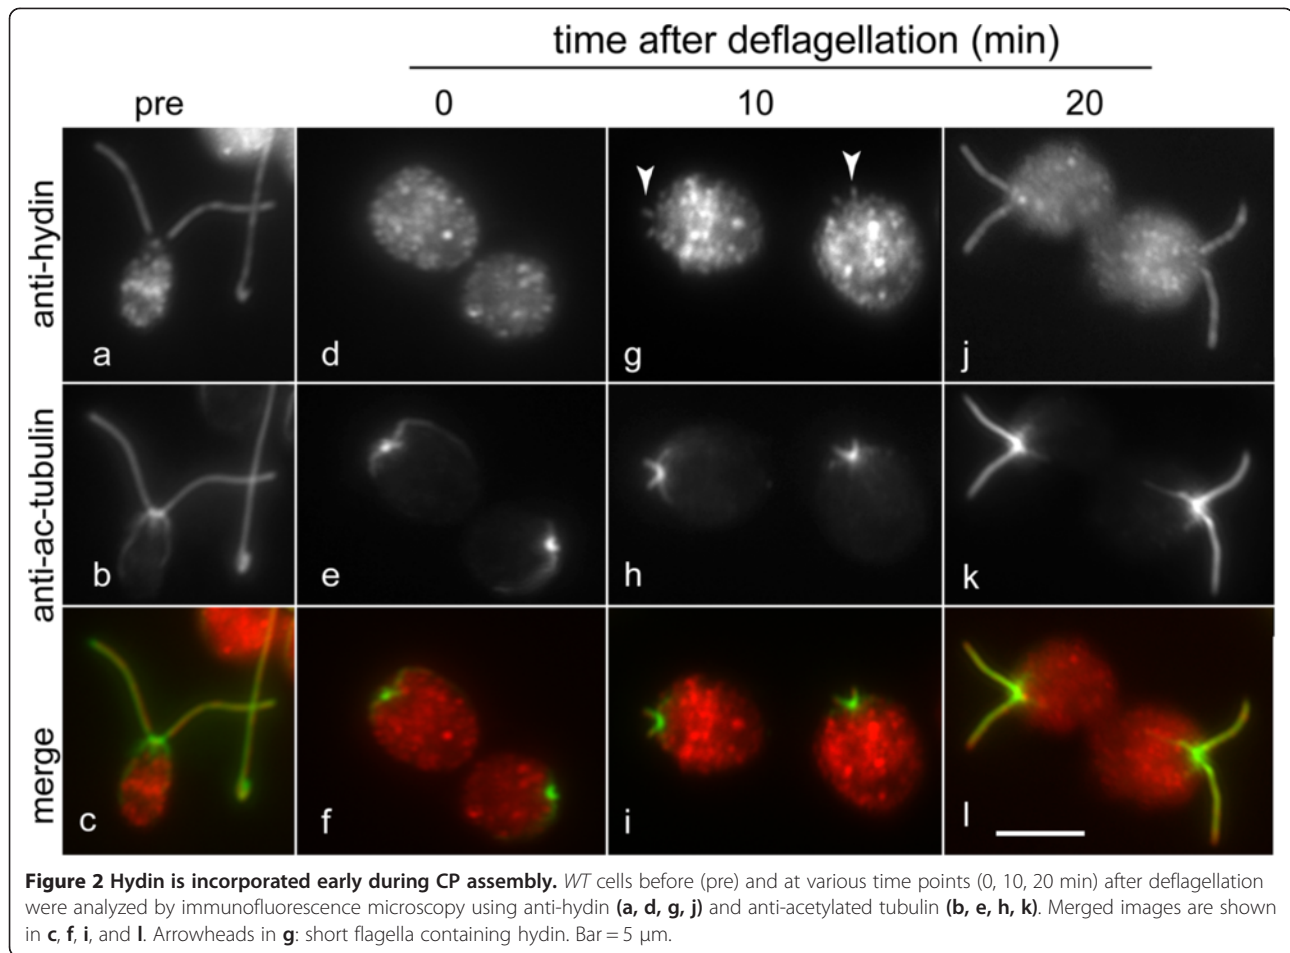 time after deflagellation (min)
pre 0 10 20
anti-hydin
a d g j
anti-ac-tubulin
b e h k
merge
c f i l
Figure 2 Hydin is incorporated early during CP assembly. WT cells before (pre) and at various time points (0, 10, 20 min) after deflagellation
were analyzed by immunofluorescence microscopy using anti-hydin (a, d, g, j) and anti-acetylated tubulin (b, e, h, k). Merged images are shown
in c, f, i, and l. Arrowheads in g: short flagella containing hydin. Bar = 5 μm.